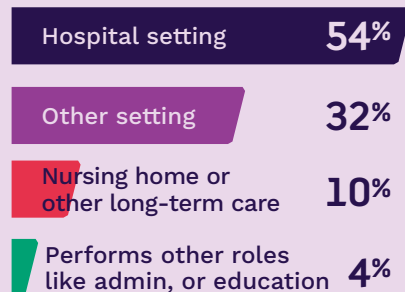 Hospital setting 54%
Other setting 32%
Nursing home or
other long-term care 10%
Performs other roles
like admin, or education 4%